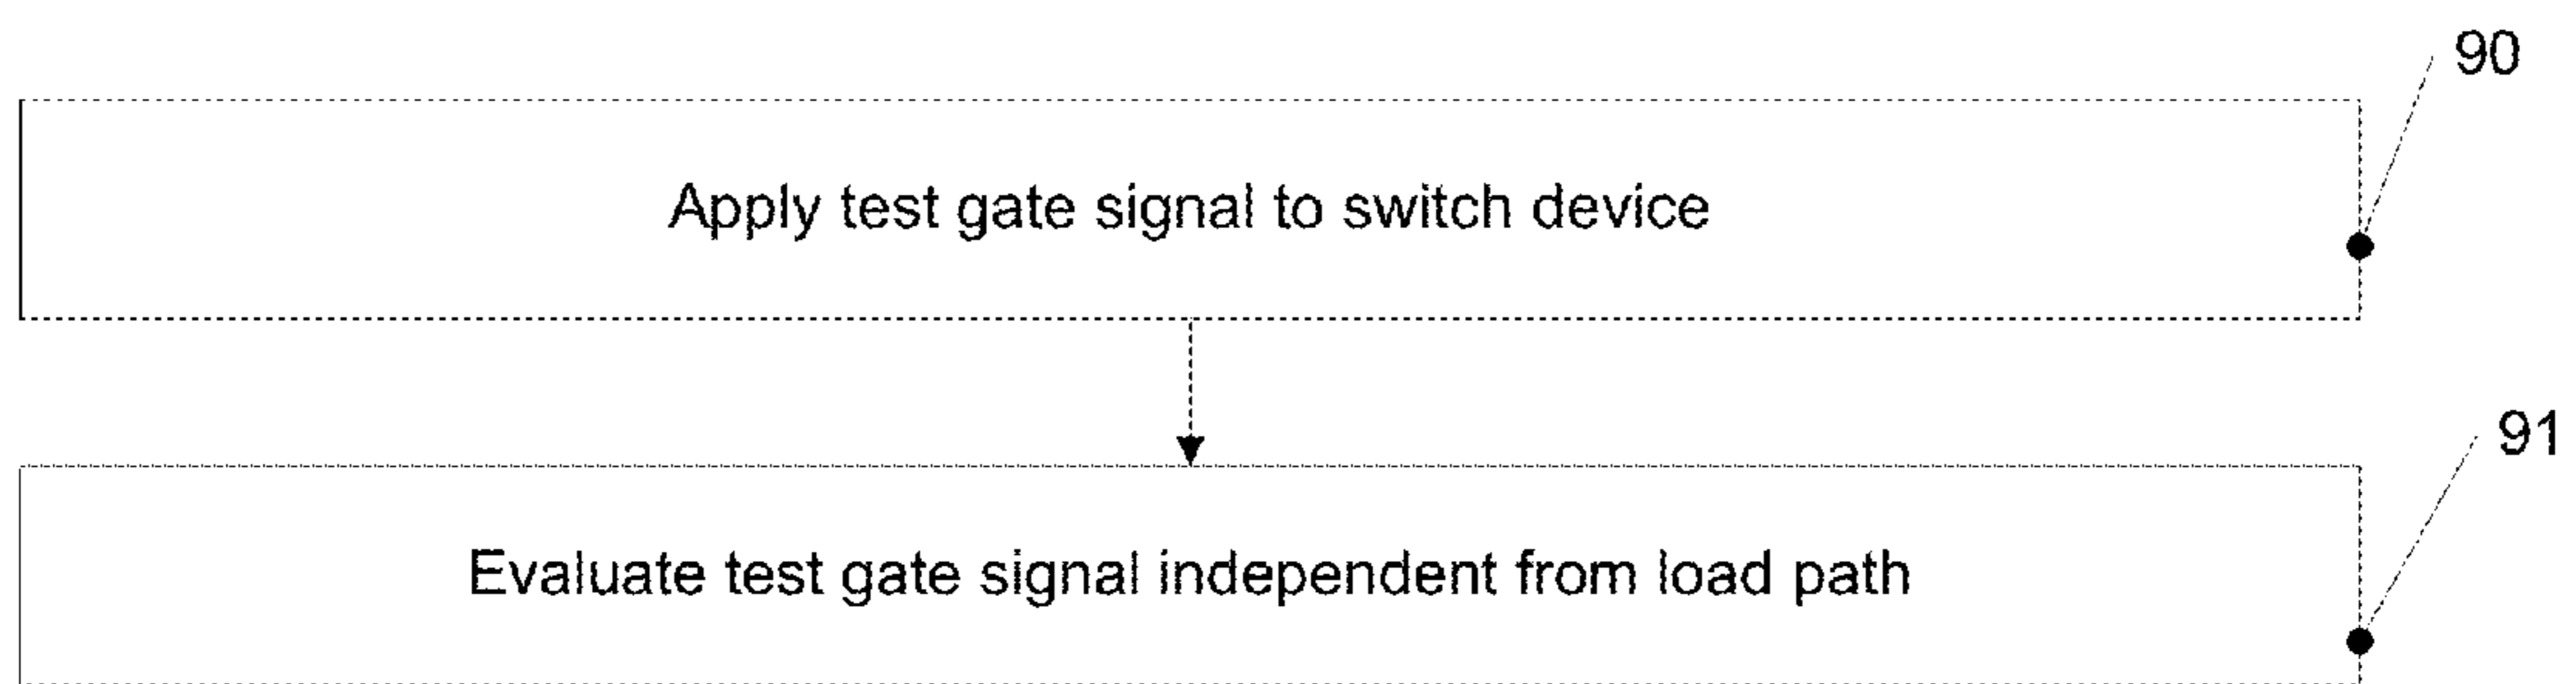 90
Apply test gate signal to switch device
91
Evaluate test gate signal independent from load path